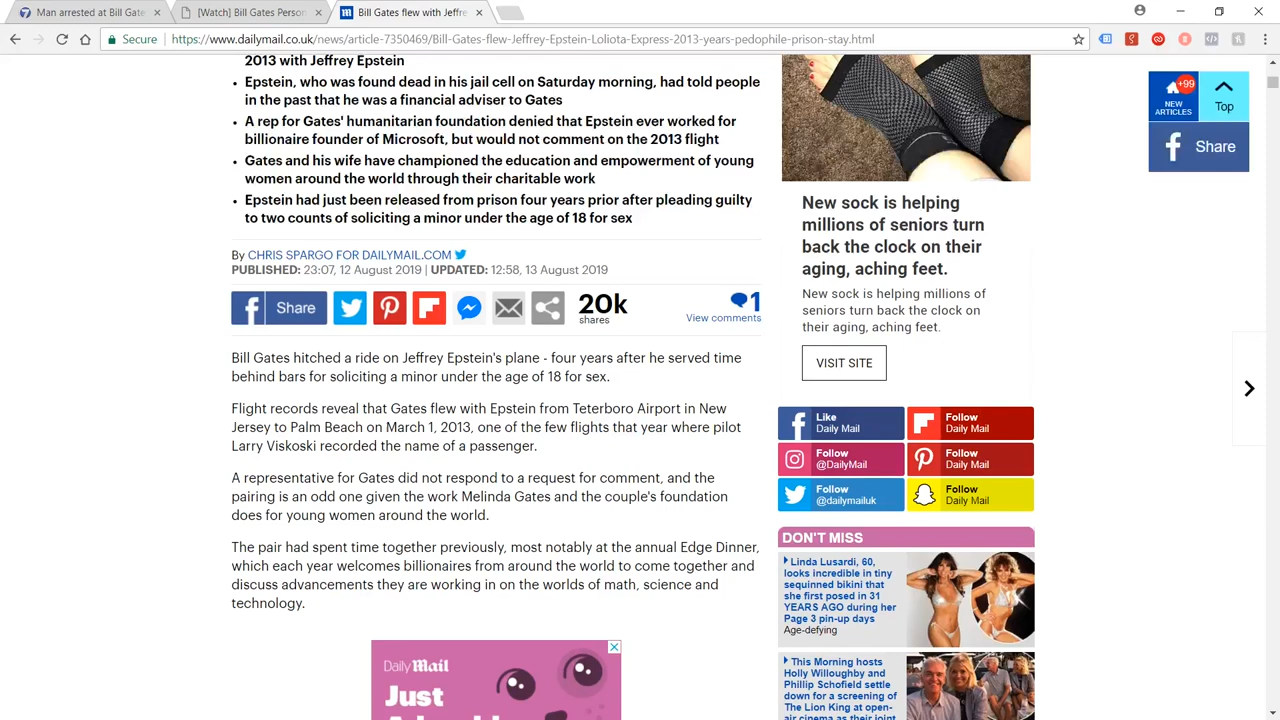 Man arrested at Bill Gate
[Watch] Bill Gates Person
Bill Gates flew with Jeffre
Secure
https://www.dailymail.co.uk/news/article-7350469/Bill-Gates-flew-Jeffrey-Epstein-Loliota-Express-2013-years-pedophile-prison-stay.html
2013 with Jeffrey Epstein
• Epstein, who was found dead in his jail cell on Saturday morning, had told people
in the past that he was a financial adviser to Gates
• A rep for Gates' humanitarian foundation denied that Epstein ever worked for
billionaire founder of Microsoft, but would not comment on the 2013 flight
• Gates and his wife have championed the education and empowerment of young
women around the world through their charitable work
• Epstein had just been released from prison four years prior after pleading guilty
to two counts of soliciting a minor under the age of 18 for sex
By CHRIS SPARGO FOR DAILYMAIL.COM
PUBLISHED: 23:07, 12 August 2019 | UPDATED: 12:58, 13 August 2019
Share
20k
shares
1
View comments
Bill Gates hitched a ride on Jeffrey Epstein's plane - four years after he served time
behind bars for soliciting a minor under the age of 18 for sex.
Flight records reveal that Gates flew with Epstein from Teterboro Airport in New
Jersey to Palm Beach on March 1, 2013, one of the few flights that year where pilot
Larry Viskoski recorded the name of a passenger.
A representative for Gates did not respond to a request for comment, and the
pairing is an odd one given the work Melinda Gates and the couple's foundation
does for young women around the world.
The pair had spent time together previously, most notably at the annual Edge Dinner,
which each year welcomes billionaires from around the world to come together and
discuss advancements they are working in on the worlds of math, science and
technology.
Daily Mail
Just
New sock is helping
millions of seniors turn
back the clock on their
aging, aching feet.
New sock is helping millions of
seniors turn back the clock on
their aging, aching feet.
VISIT SITE
Like
Daily Mail
Follow
Daily Mail
Follow
@DailyMail
Follow
Daily Mail
Follow
@dailymailuk
Follow
Daily Mail
DON'T MISS
Linda Lusardi, 60,
looks incredible in tiny
sequinned bikini that
she first posed in 31
YEARS AGO during her
Page 3 pin-up days
Age-defying
This Morning hosts
Holly Willoughby and
Phillip Schofield settle
down for a screening of
The Lion King at open-
air cinema as their joint
+99
NEW
ARTICLES
Top
Share